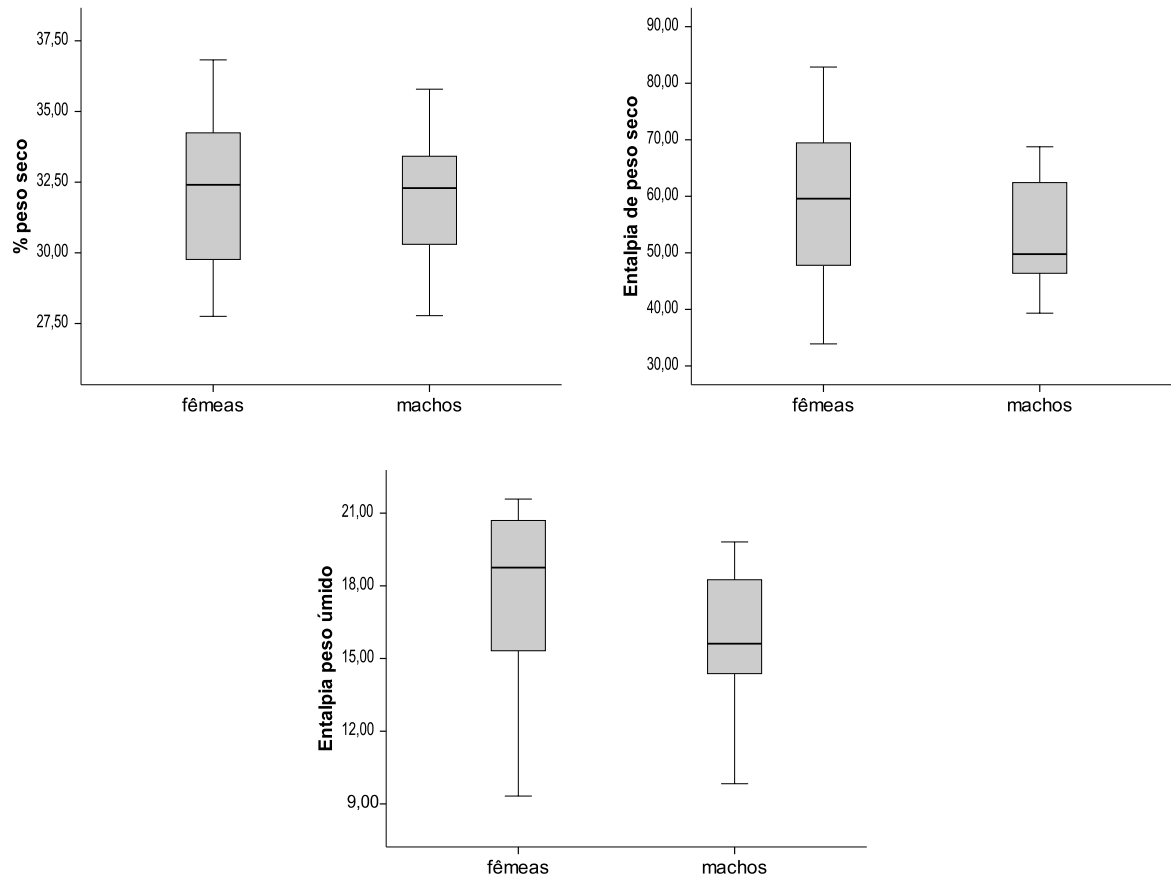 % peso seco
37,50
35,00
32,50
30,00
27,50
fêmeas
machos
Entalpia de peso seco
90,00
80,00
70,00
60,00
50,00
40,00
30,00
fêmeas
machos
Entalpia peso úmido
21,00
18,00
15,00
12,00
9,00
fêmeas
machos